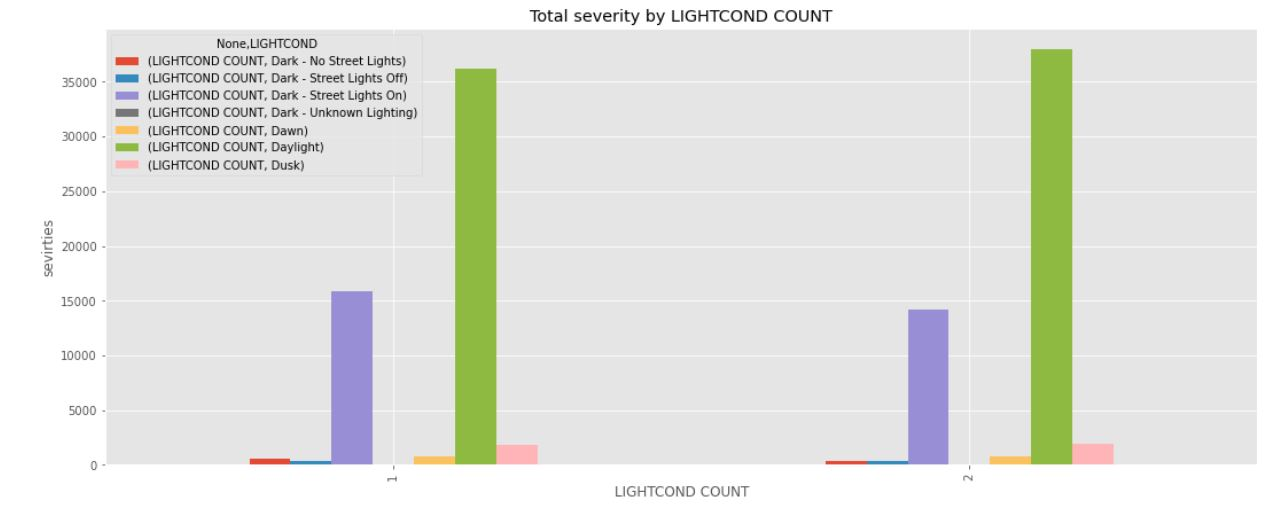 Total severity by LIGHTCOND COUNT
None,LIGHTCOND
(LIGHTCOND COUNT, Dark - No Street Lights)
(LIGHTCOND COUNT, Dark - Street Lights Off)
(LIGHTCOND COUNT, Dark - Street Lights On)
(LIGHTCOND COUNT, Dark - Unknown Lighting)
(LIGHTCOND COUNT, Dawn)
(LIGHTCOND COUNT, Daylight)
(LIGHTCOND COUNT, Dusk)
35000
30000
25000
20000
15000
10000
5000
0
sevirties
1
2
LIGHTCOND COUNT